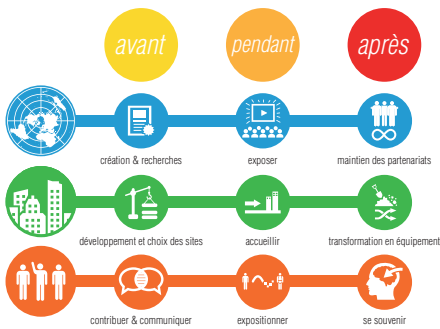 avant pendant après
création & recherches exposer maintien des partenariats
développement et choix des sites accueillir transformation en équipement
contribuer & communiquer expositionner se souvenir